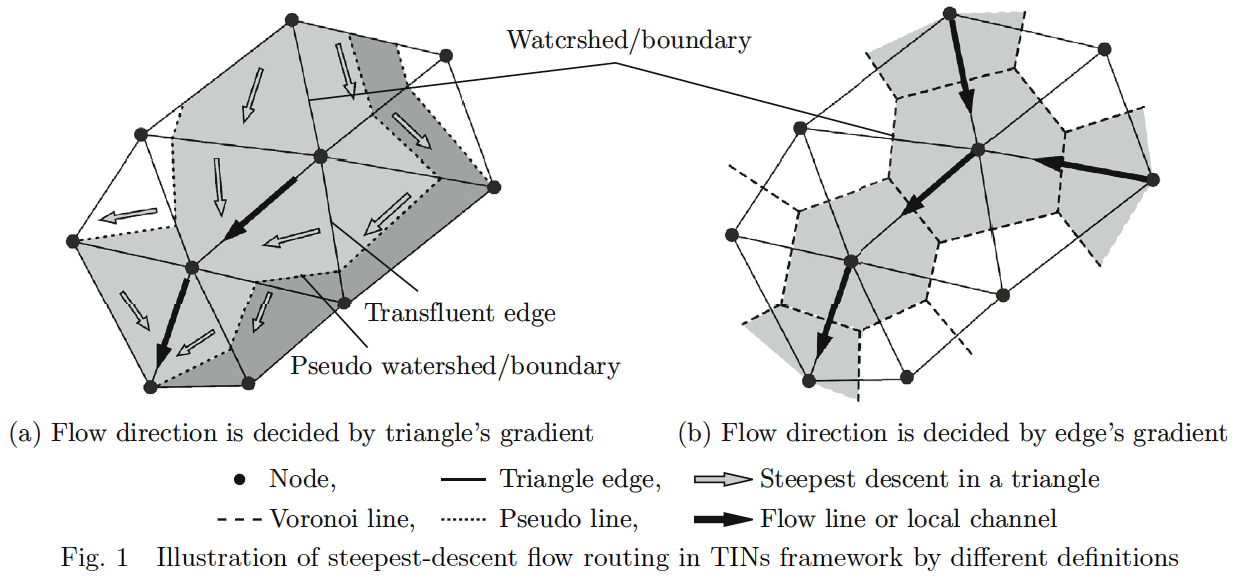 Watcrshed/boundary
Transfluent edge
Pseudo watershed/boundary
(a) Flow direction is decided by triangle's gradient
(b) Flow direction is decided by edge's gradient
Node,
Triangle edge,
Steepest descent in a triangle
Voronoi line,
Pseudo line,
Flow line or local channel
Fig. 1 Illustration of steepest-descent flow routing in TINs framework by different definitions